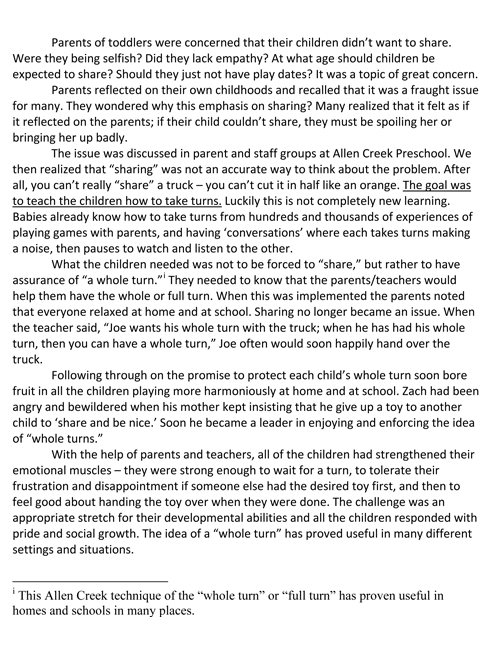 Parents of toddlers were concerned that their children didn’t want to share.
Were they being selfish? Did they lack empathy? At what age should children be
expected to share? Should they just not have play dates? It was a topic of great concern.
Parents reflected on their own childhoods and recalled that it was a fraught issue
for many. They wondered why this emphasis on sharing? Many realized that it felt as if
it reflected on the parents; if their child couldn’t share, they must be spoiling her or
bringing her up badly.
The issue was discussed in parent and staff groups at Allen Creek Preschool. We
then realized that “sharing” was not an accurate way to think about the problem. After
all, you can’t really “share” a truck – you can’t cut it in half like an orange. The goal was
to teach the children how to take turns. Luckily this is not completely new learning.
Babies already know how to take turns from hundreds and thousands of experiences of
playing games with parents, and having ‘conversations’ where each takes turns making
a noise, then pauses to watch and listen to the other.
What the children needed was not to be forced to “share,” but rather to have
assurance of “a whole turn.”i They needed to know that the parents/teachers would
help them have the whole or full turn. When this was implemented the parents noted
that everyone relaxed at home and at school. Sharing no longer became an issue. When
the teacher said, “Joe wants his whole turn with the truck; when he has had his whole
turn, then you can have a whole turn,” Joe often would soon happily hand over the
truck.
Following through on the promise to protect each child’s whole turn soon bore
fruit in all the children playing more harmoniously at home and at school. Zach had been
angry and bewildered when his mother kept insisting that he give up a toy to another
child to ‘share and be nice.’ Soon he became a leader in enjoying and enforcing the idea
of “whole turns.”
With the help of parents and teachers, all of the children had strengthened their
emotional muscles – they were strong enough to wait for a turn, to tolerate their
frustration and disappointment if someone else had the desired toy first, and then to
feel good about handing the toy over when they were done. The challenge was an
appropriate stretch for their developmental abilities and all the children responded with
pride and social growth. The idea of a “whole turn” has proved useful in many different
settings and situations.
i This Allen Creek technique of the “whole turn” or “full turn” has proven useful in
homes and schools in many places.